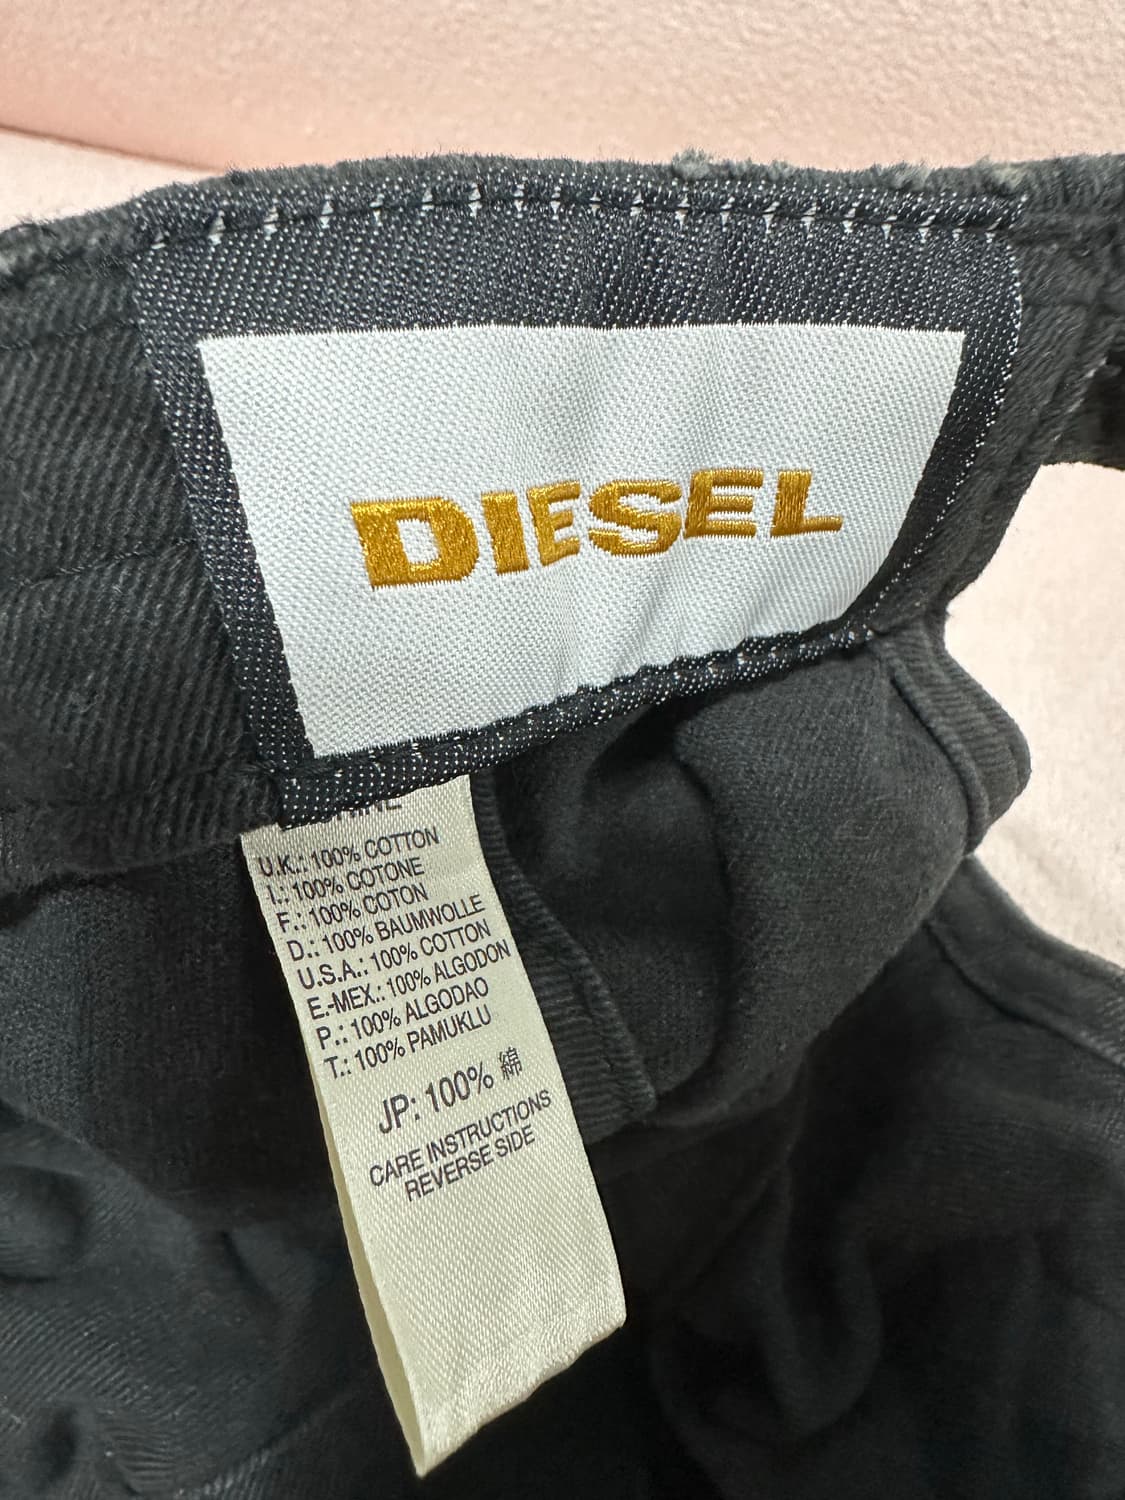 DIESEL
U.K.: 100% COTTON
I.: 100% COTONE
F.: 100% COTON
D.: 100% BAUMWOLLE
U.S.A.: 100% COTTON
E.-MEX.: 100% ALGODON
P.: 100% ALGODAO
T.: 100% PAMUKLU
JP: 100% 綿
CARE INSTRUCTIONS
REVERSE SIDE